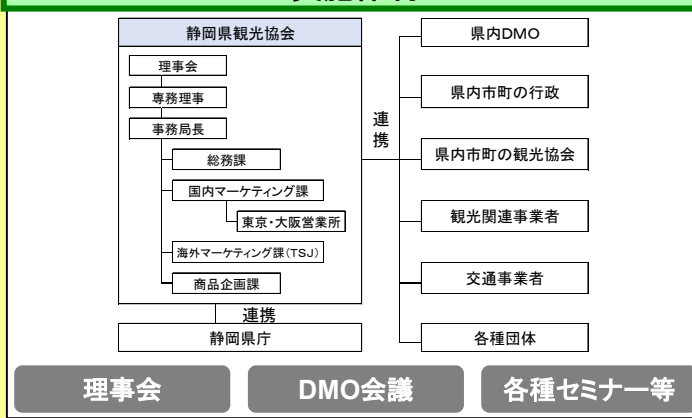 静岡県観光協会
理事会
専務理事
事務局長
総務課
国内マーケティング課
東京・大阪営業所
海外マーケティング課(TSJ)
商品企画課
連携
静岡県庁
連携
県内DMO
県内市町の行政
県内市町の観光協会
観光関連事業者
交通事業者
各種団体
理事会
DMO会議
各種セミナー等